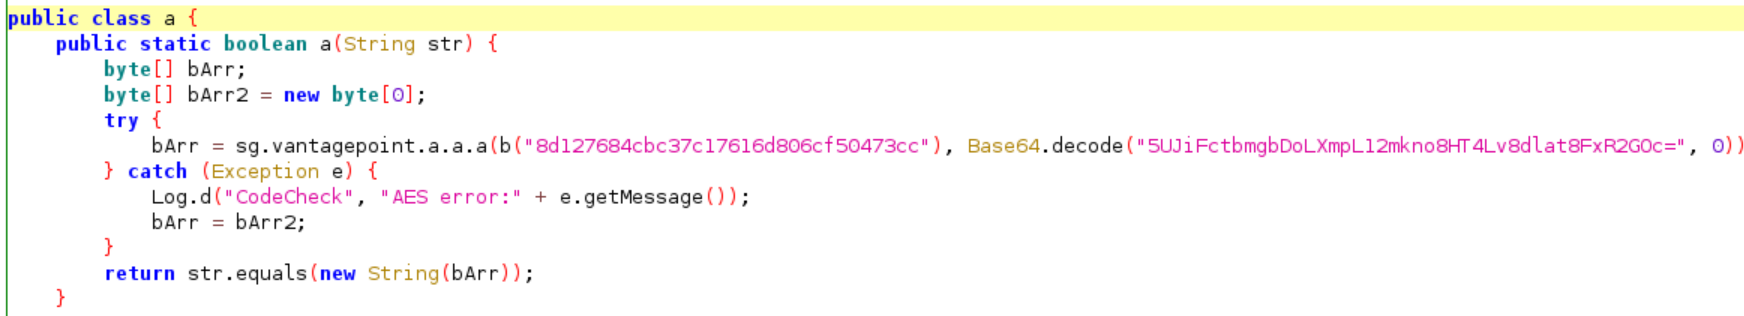 public class a {
    public static boolean a(String str) {
        byte[] bArr;
        byte[] bArr2 = new byte[0];
        try {
            bArr = sg.vantagepoint.a.a.a(b("8d127684cbc37c17616d806cf50473cc"), Base64.decode("5UJiFctbmgbDoLXmpL12mkno8HT4Lv8dlat8FxR2GOc=", 0))
        } catch (Exception e) {
            Log.d("CodeCheck", "AES error:" + e.getMessage());
            bArr = bArr2;
        }
        return str.equals(new String(bArr));
    }